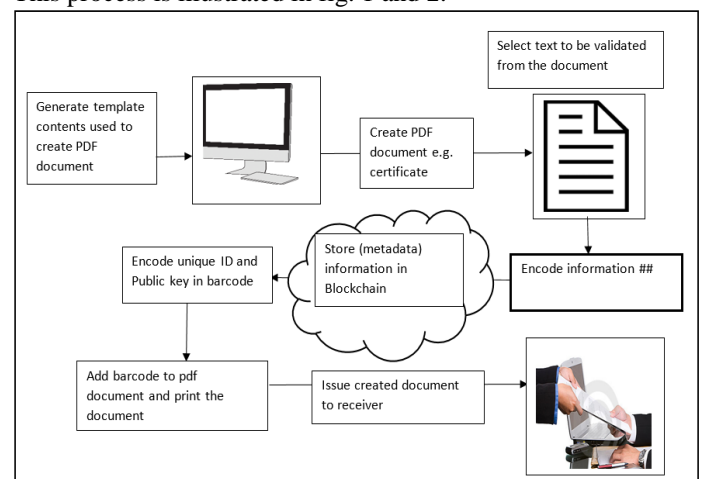 This process is illustrated in fig. 1 and 2.
Select text to be validated
from the document
Generate template
contents used to
create PDF
document
Create PDF
document e.g.
certificate
Store (metadata)
information in
Blockchain
Encode information ##
Encode unique ID and
Public key in barcode
Add barcode to pdf
document and print the
document
Issue created document
to receiver